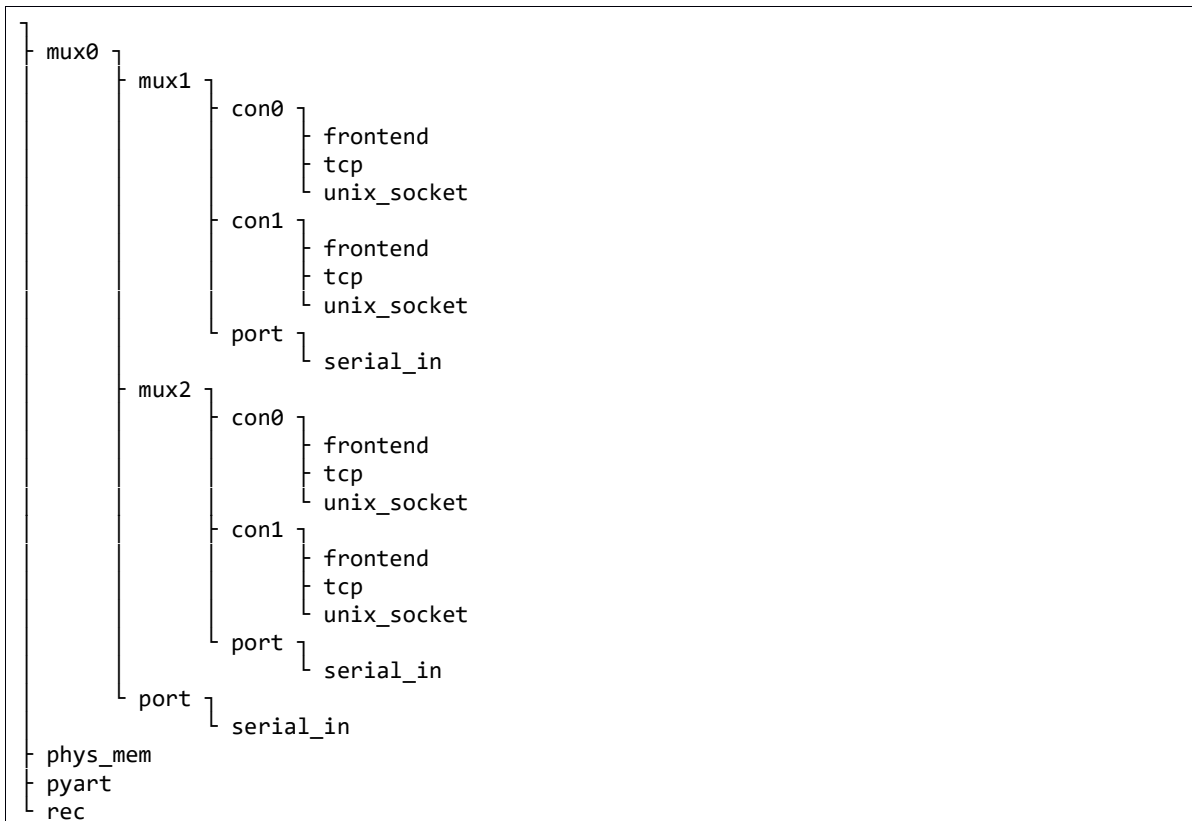 mux0
mux1
con0
frontend
tcp
unix_socket
con1
frontend
tcp
unix_socket
port
serial_in
mux2
con0
frontend
tcp
unix_socket
con1
frontend
tcp
unix_socket
port
serial_in
port
serial_in
phys_mem
pyart
rec